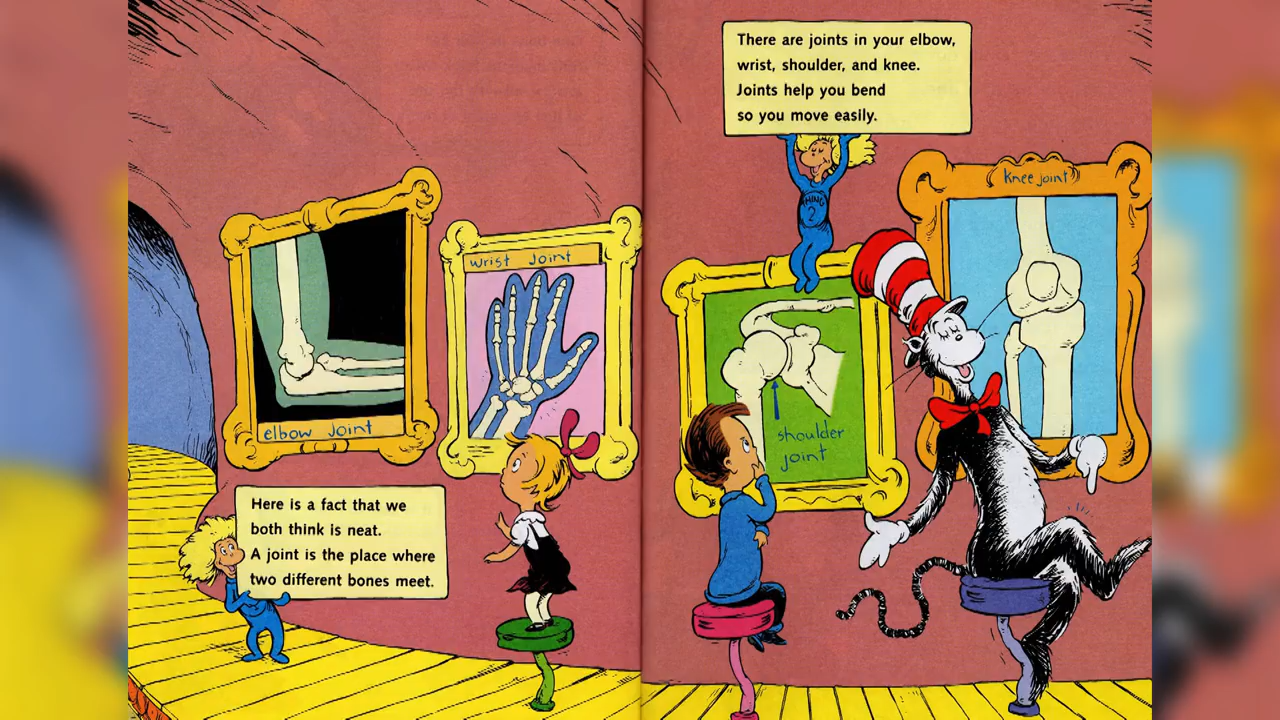 elbow joint
wrist joint
Here is a fact that we
both think is neat.
A joint is the place where
two different bones meet.
There are joints in your elbow,
wrist, shoulder, and knee.
Joints help you bend
so you move easily.
THING
2
knee joint
shoulder
joint